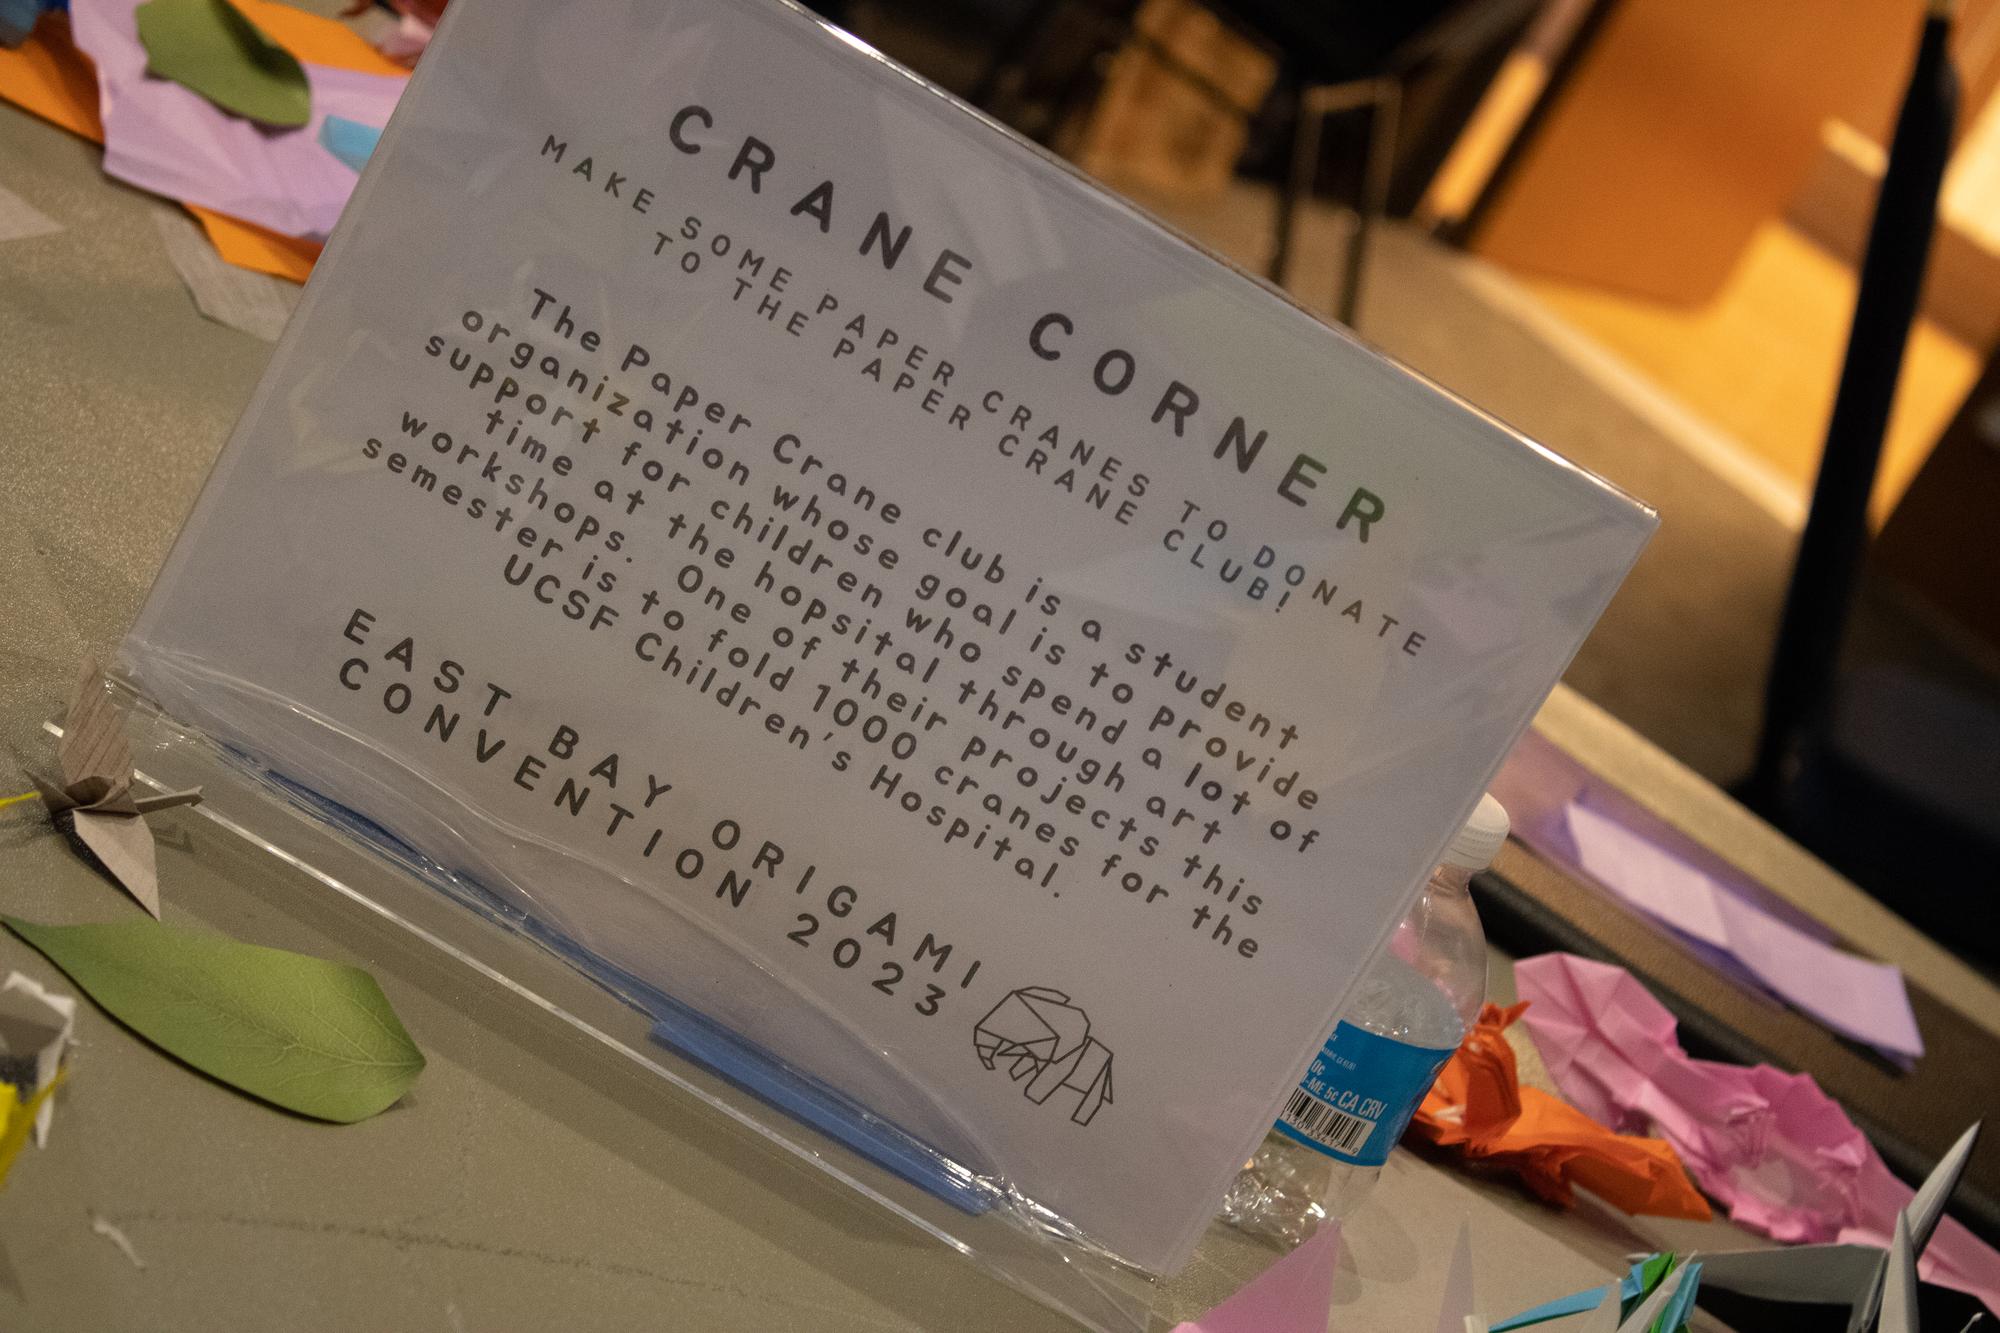 CRANE CORNER
MAKE SOME PAPER CRANES TO DONATE
TO THE PAPER CRANE CLUB!
The Paper Crane club is a student
organization whose goal is to provide
support for children who spend a lot of
time at the hopsital through art
workshops. One of their projects this
semester is to fold 1000 cranes for the
UCSF Children's Hospital.
EAST BAY ORIGAMI
CONVENTION 2023
0¢
-ME 5¢ CA CRV